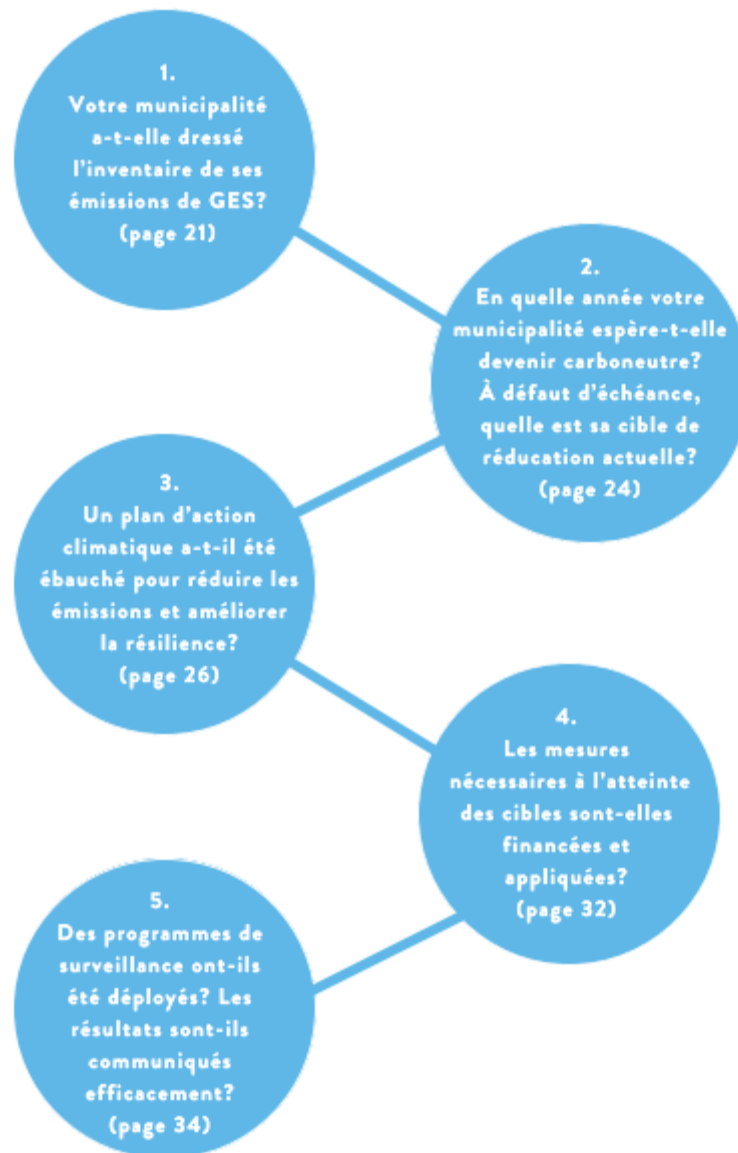 1.
Votre municipalité
a-t-elle dressé
l'inventaire de ses
émissions de GES?
(page 21)
2.
En quelle année votre
municipalité espère-t-elle
devenir carboneutre?
À défaut d'échéance,
quelle est sa cible de
réducation actuelle?
(page 24)
3.
Un plan d'action
climatique a-t-il été
ébauché pour réduire les
émissions et améliorer
la résilience?
(page 26)
4.
Les mesures
nécessaires à l'atteinte
des cibles sont-elles
financées et
appliquées?
(page 32)
5.
Des programmes de
surveillance ont-ils
été déployés? Les
résultats sont-ils
communiqués
efficacement?
(page 34)